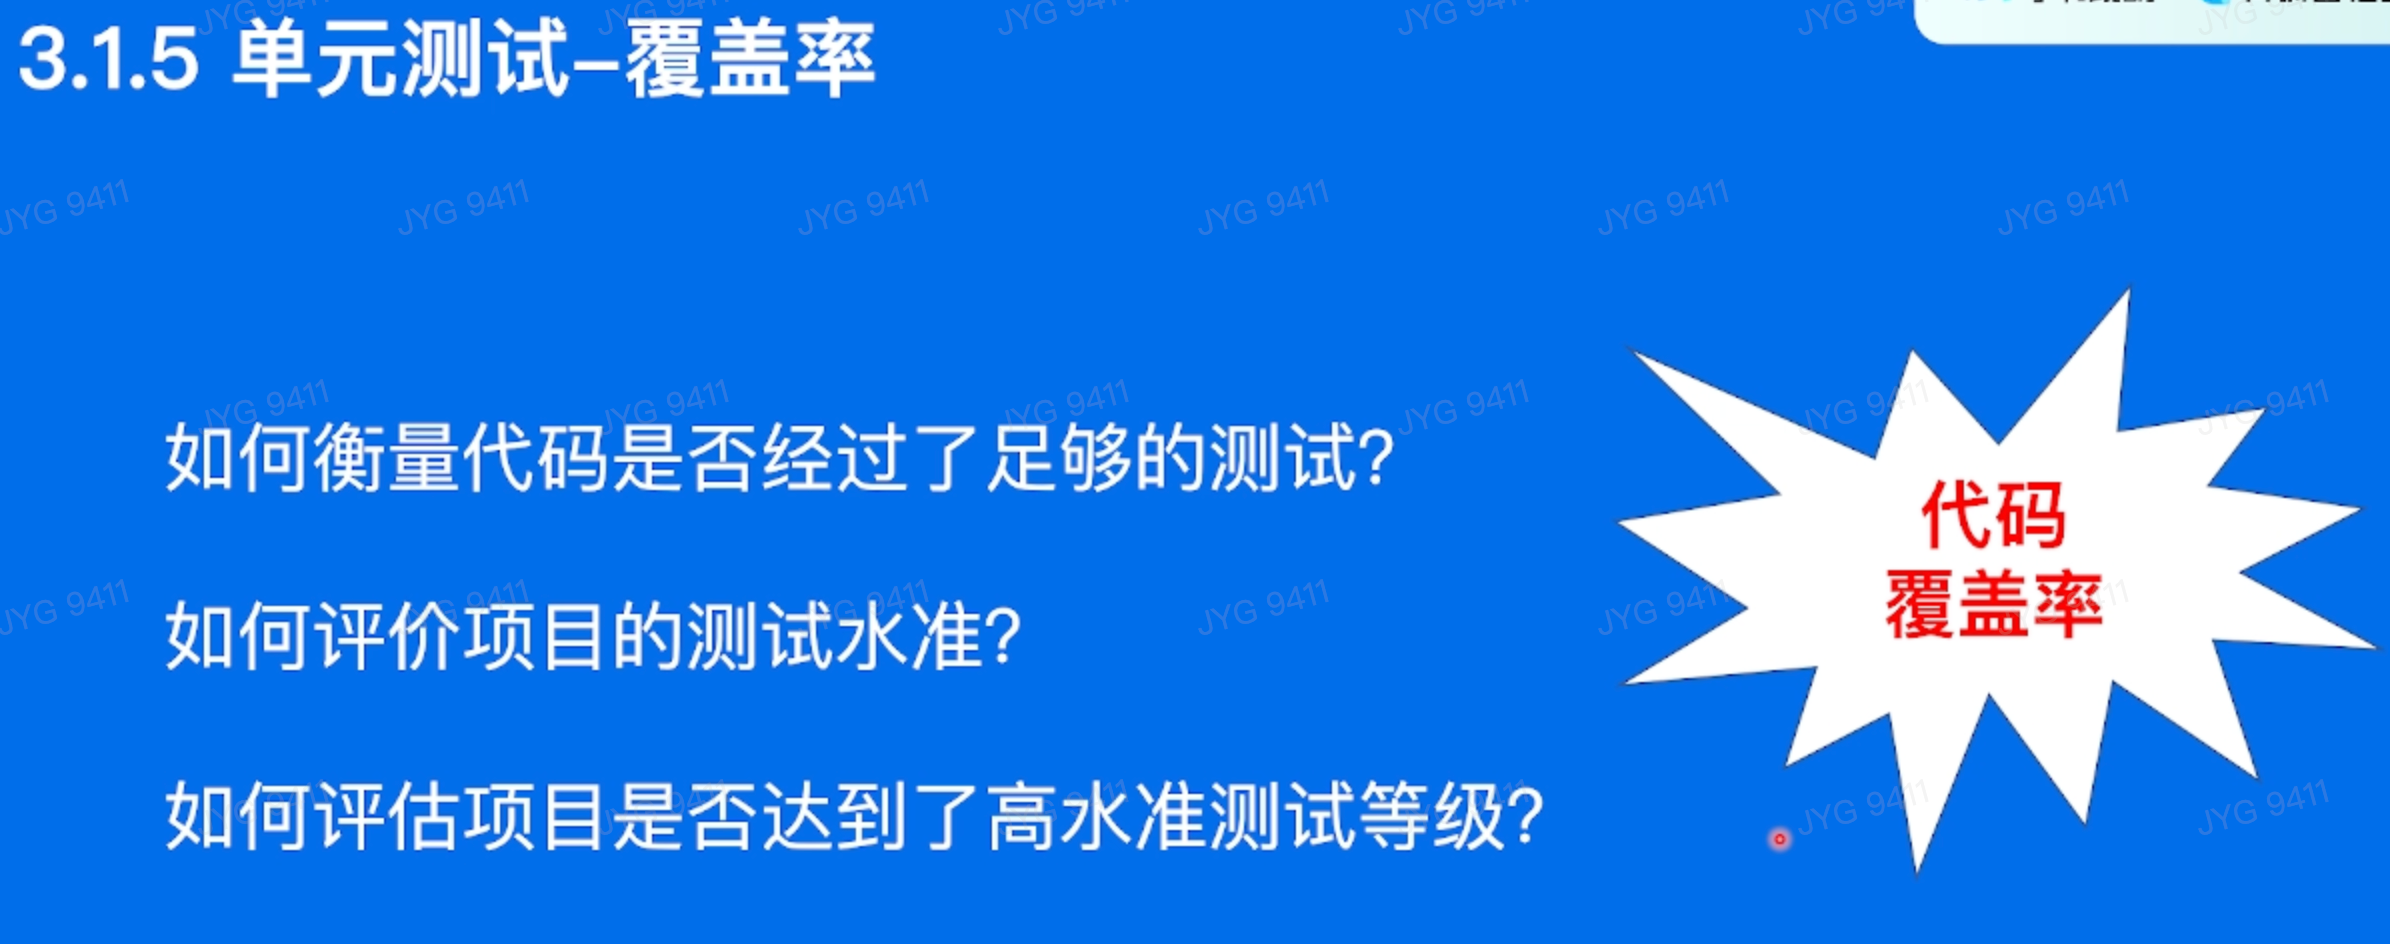 3.1.5 单元测试-覆盖率
如何衡量代码是否经过了足够的测试?
如何评价项目的测试水准?
如何评估项目是否达到了高水准测试等级?
代码
覆盖率
JYG 9411